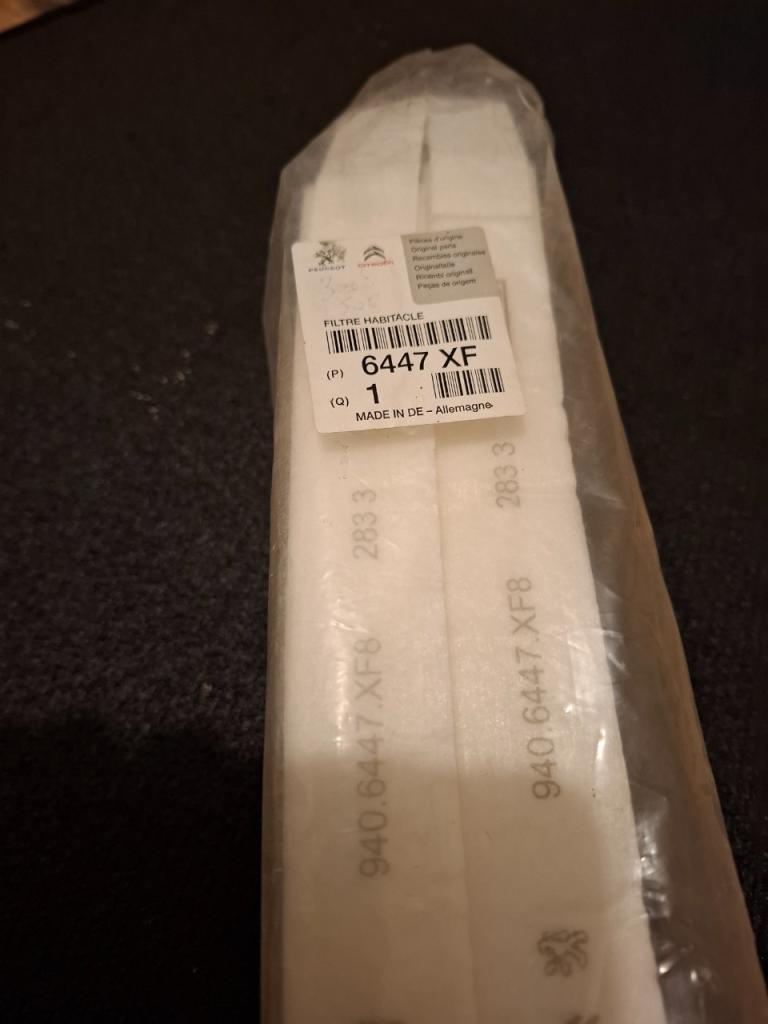 PEUGEOT
CITROËN
Pièces d'origine
Original parts
Recambios originales
Originalteile
Ricambi originali
Peças de origem
FILTRE HABITACLE
(P) 6447 XF
(Q) 1
MADE IN DE - Allemagne
940.6447.XF8 283 3
940.6447.XF8 283 3